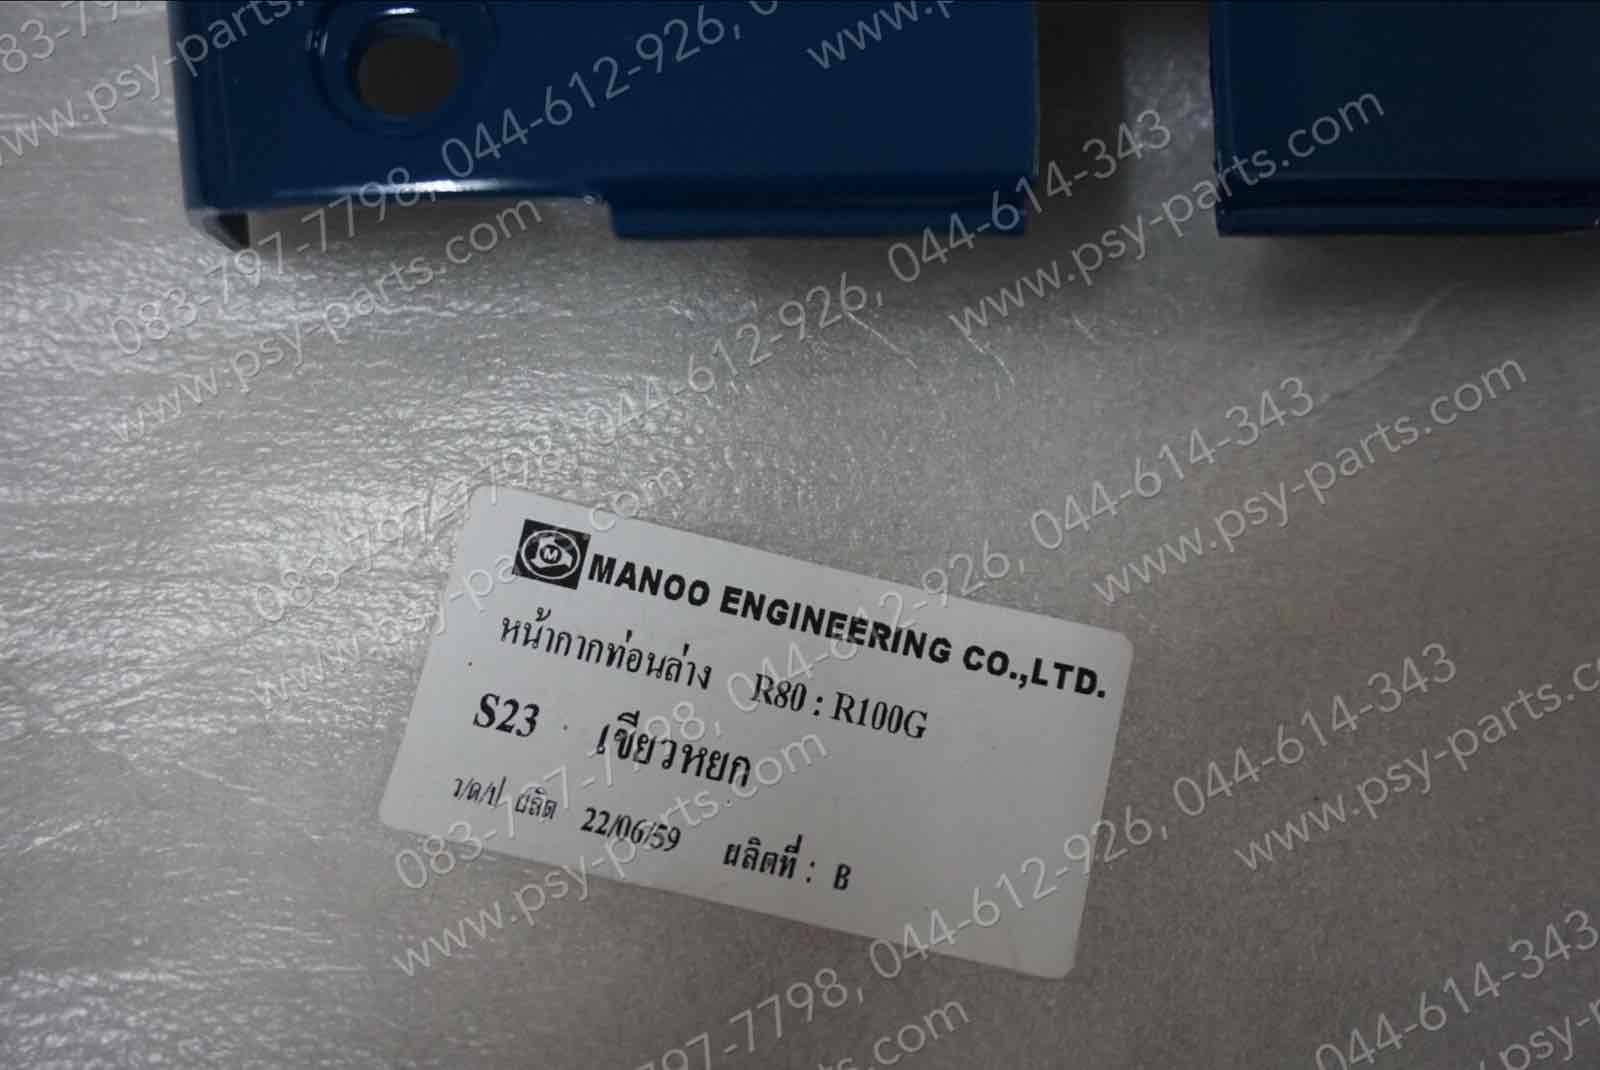 MANOO ENGINEERING CO.,LTD.
หน้ากากท่อนล่าง R80 : R100G
S23 เขียวหยก
ว/ด/ป ผลิต 22/06/59 ผลิตที่ : B
083-797-7798, 044-612-926, 044-614-343
www.psy-parts.com